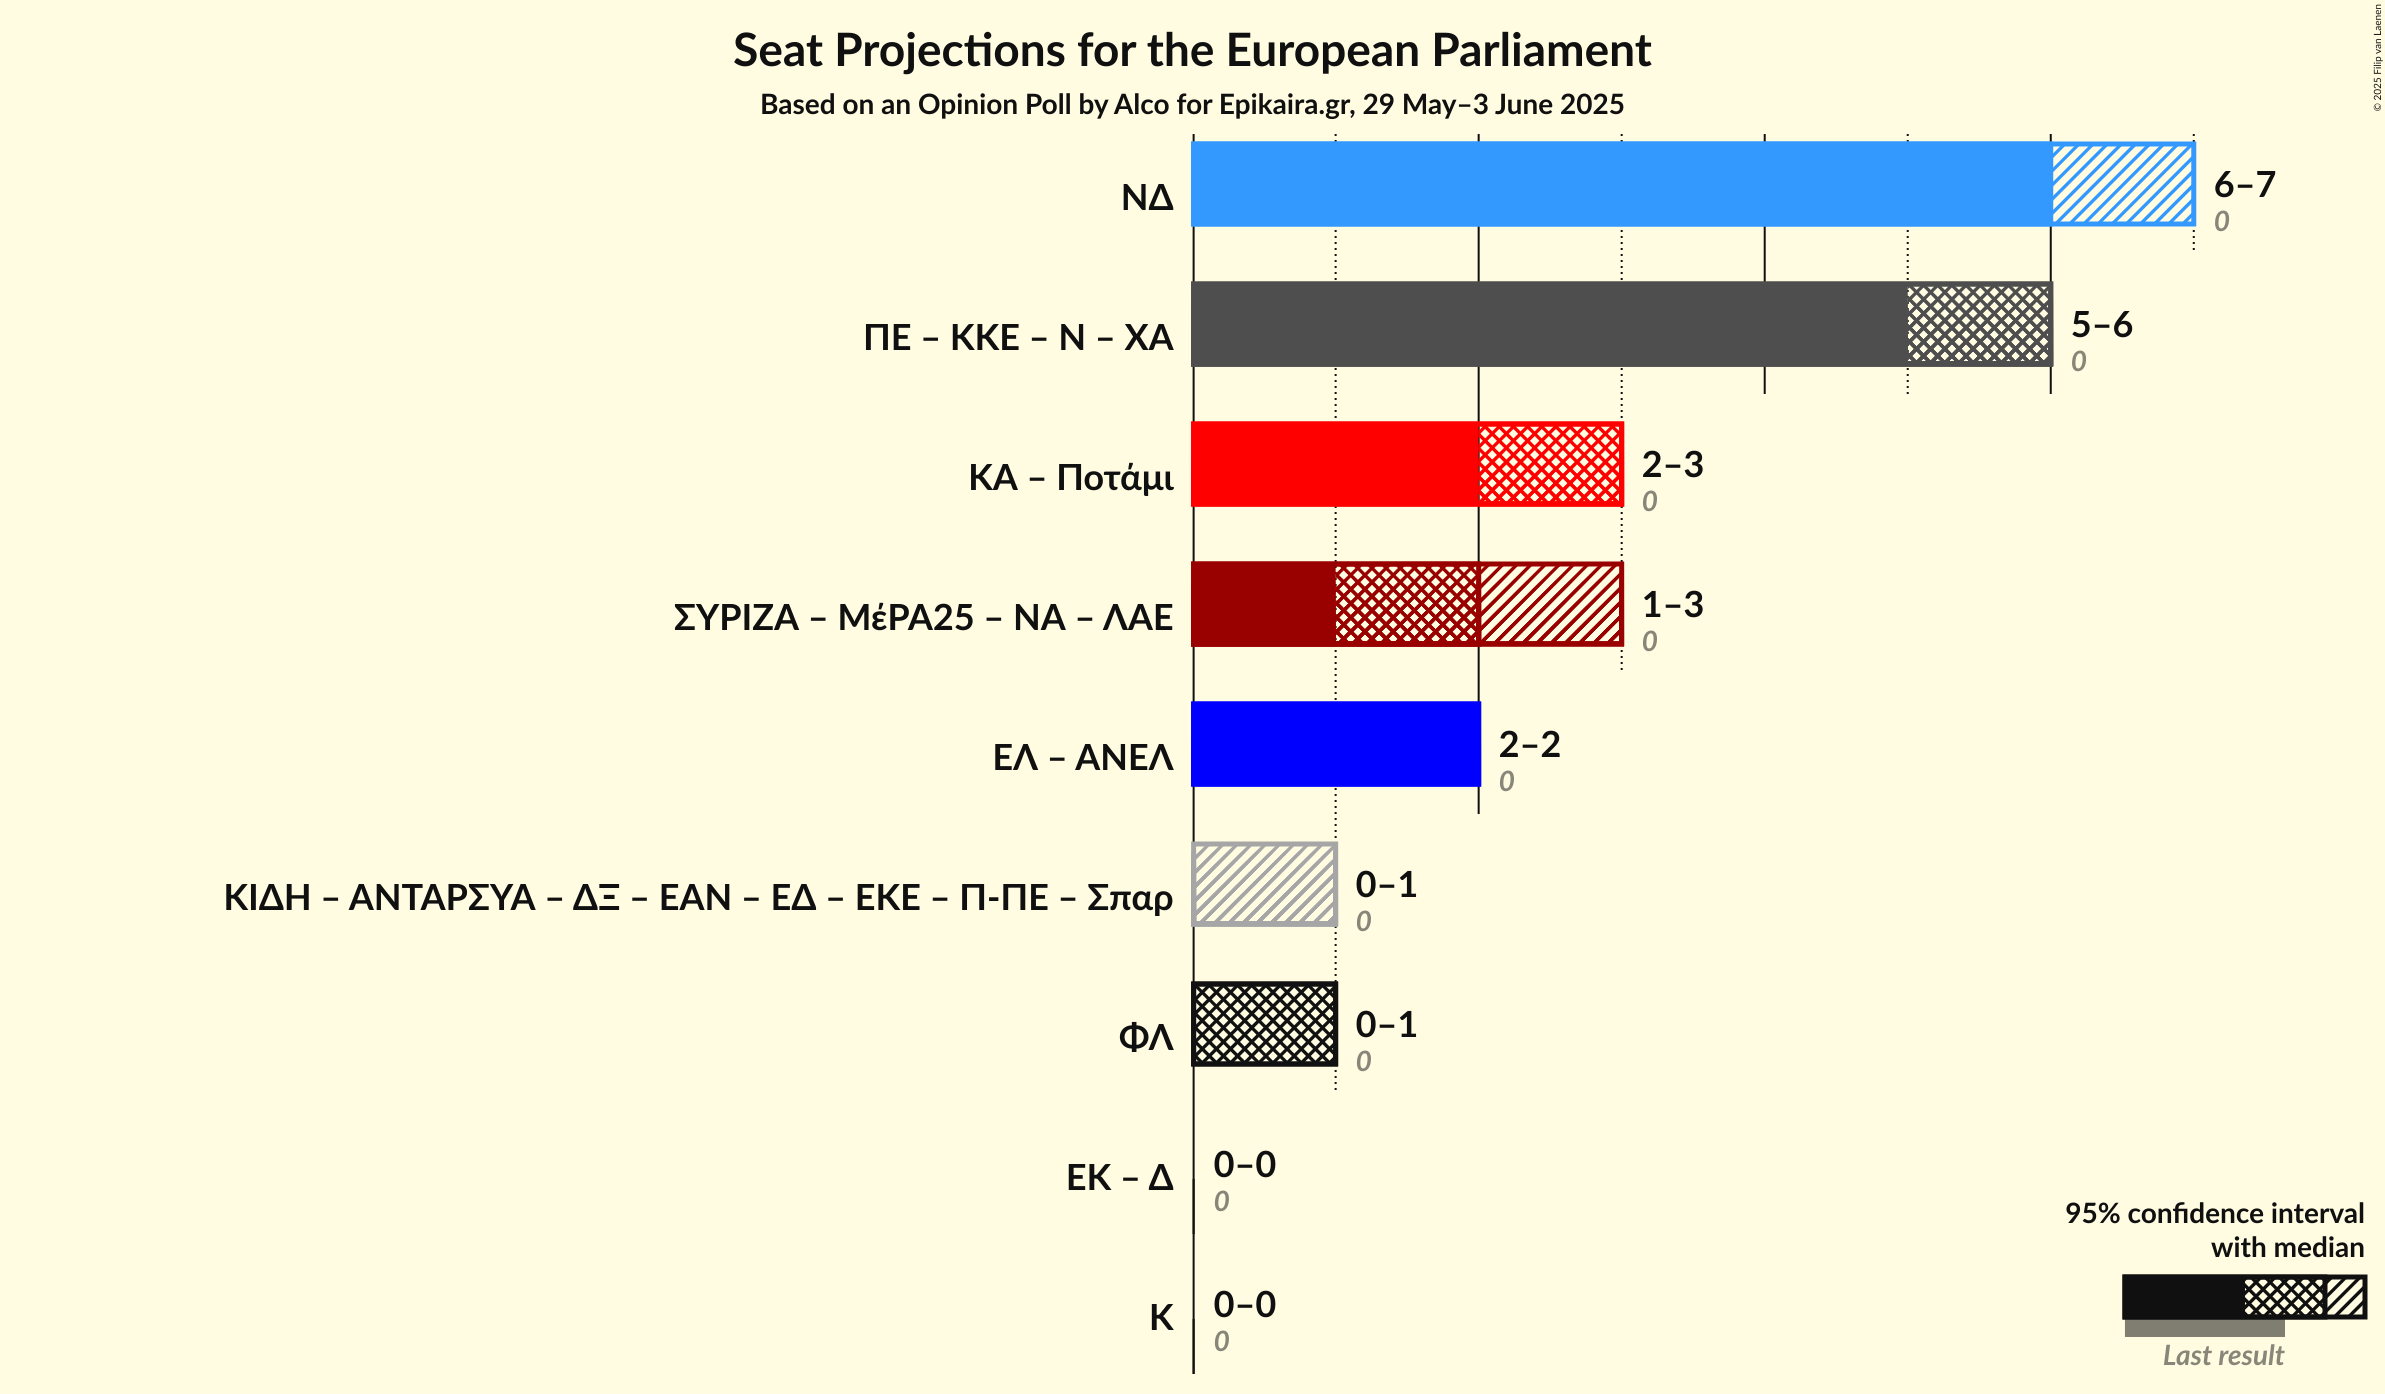 Seat Projections for the European Parliament
Based on an Opinion Poll by Alco for Epikaira.gr, 29 May–3 June 2025
© 2025 Filip van Laenen
ΝΔ
6–7
0
ΠΕ – ΚΚΕ – Ν – ΧΑ
5–6
0
ΚΑ – Ποτάμι
2–3
0
ΣΥΡΙΖΑ – ΜέΡΑ25 – ΝΑ – ΛΑΕ
1–3
0
ΕΛ – ΑΝΕΛ
2–2
0
ΚΙΔΗ – ΑΝΤΑΡΣΥΑ – ΔΞ – ΕΑΝ – ΕΔ – ΕΚΕ – Π-ΠΕ – Σπαρ
0–1
0
ΦΛ
0–1
0
ΕΚ – Δ
0–0
0
Κ
0–0
0
95% confidence interval
with median
Last result